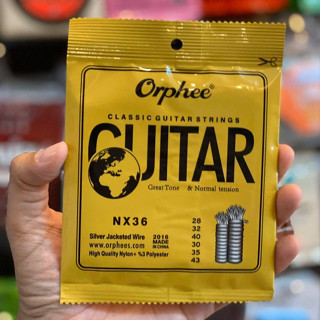 Orphee®
CLASSIC GUITAR STRINGS
GUITAR
Great Tone & Normal tension
NX36
Silver Jacketed Wire
www.orphees.com
High Quality Nylon+ %3 Polyester
2016
MADE
IN CHINA
28
32
40
30
35
43